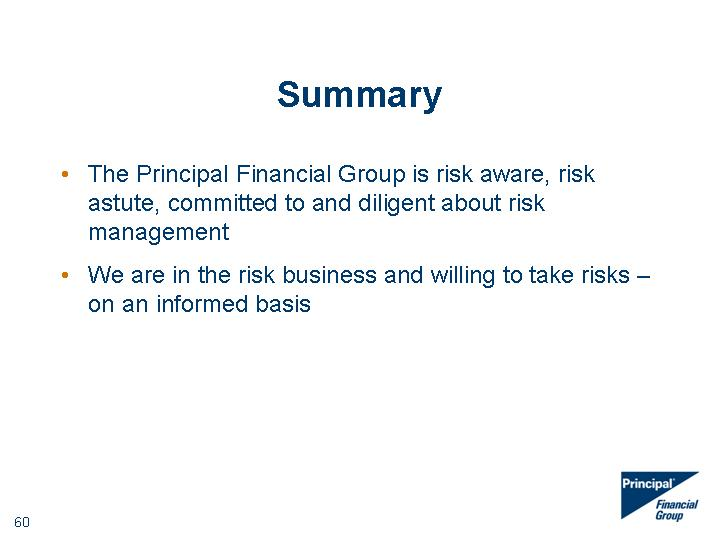 Summary
• The Principal Financial Group is risk aware, risk
astute, committed to and diligent about risk
management
• We are in the risk business and willing to take risks –
on an informed basis
Principal®
Financial
Group
60